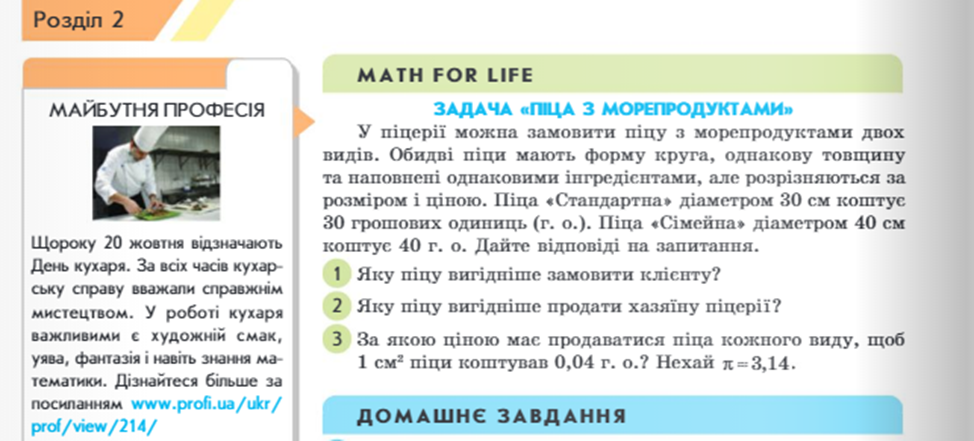 Розділ 2
МАЙБУТНЯ ПРОФЕСІЯ
Щороку 20 жовтня відзначають
День кухаря. За всіх часів кухар-
ську справу вважали справжнім
мистецтвом. У роботі кухаря
важливими є художній смак,
уява, фантазія і навіть знання ма-
тематики. Дізнайтеся більше за
посиланням www.profi.ua/ukr/
prof/view/214/
MATH FOR LIFE
ЗАДАЧА «ПІЦА З МОРЕПРОДУКТАМИ»
У піцерії можна замовити піцу з морепродуктами двох
видів. Обидві піци мають форму круга, однакову товщину
та наповнені однаковими інгредієнтами, але розрізняються за
розміром і ціною. Піца «Стандартна» діаметром 30 см коштує
30 грошових одиниць (г. о.). Піца «Сімейна» діаметром 40 см
коштує 40 г. о. Дайте відповіді на запитання.
1 Яку піцу вигідніше замовити клієнту?
2 Яку піцу вигідніше продати хазяїну піцерії?
3 За якою ціною має продаватися піца кожного виду, щоб
1 см² піци коштував 0,04 г. о.? Нехай π=3,14.
ДОМАШНЄ ЗАВДАННЯ